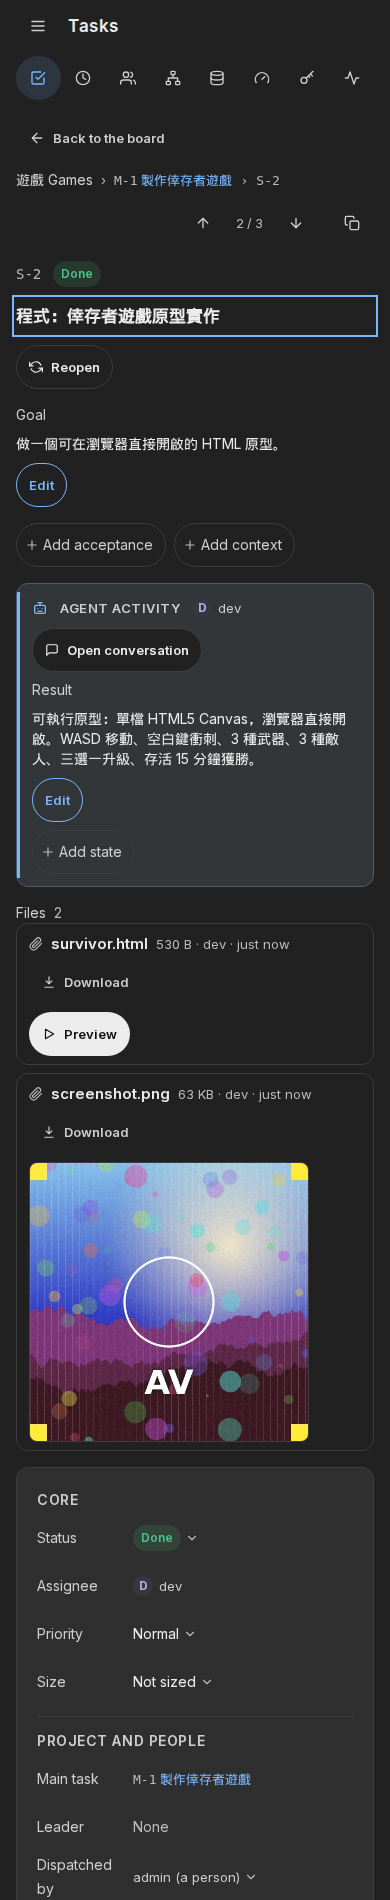 Tasks
Back to the board
遊戲 Games › M-1 製作倖存者遊戲 › S-2
2 / 3
S-2 Done
程式：倖存者遊戲原型實作
Reopen
Goal
做一個可在瀏覽器直接開啟的 HTML 原型。
Edit
+ Add acceptance + Add context
AGENT ACTIVITY D dev
Open conversation
Result
可執行原型：單檔 HTML5 Canvas，瀏覽器直接開
啟。WASD 移動、空白鍵衝刺、3 種武器、3 種敵
人、三選一升級、存活 15 分鐘獲勝。
Edit
+ Add state
Files 2
survivor.html 530 B · dev · just now
Download
Preview
screenshot.png 63 KB · dev · just now
Download
AV
CORE
Status Done
Assignee D dev
Priority Normal
Size Not sized
PROJECT AND PEOPLE
Main task M-1 製作倖存者遊戲
Leader None
Dispatched
by admin (a person)